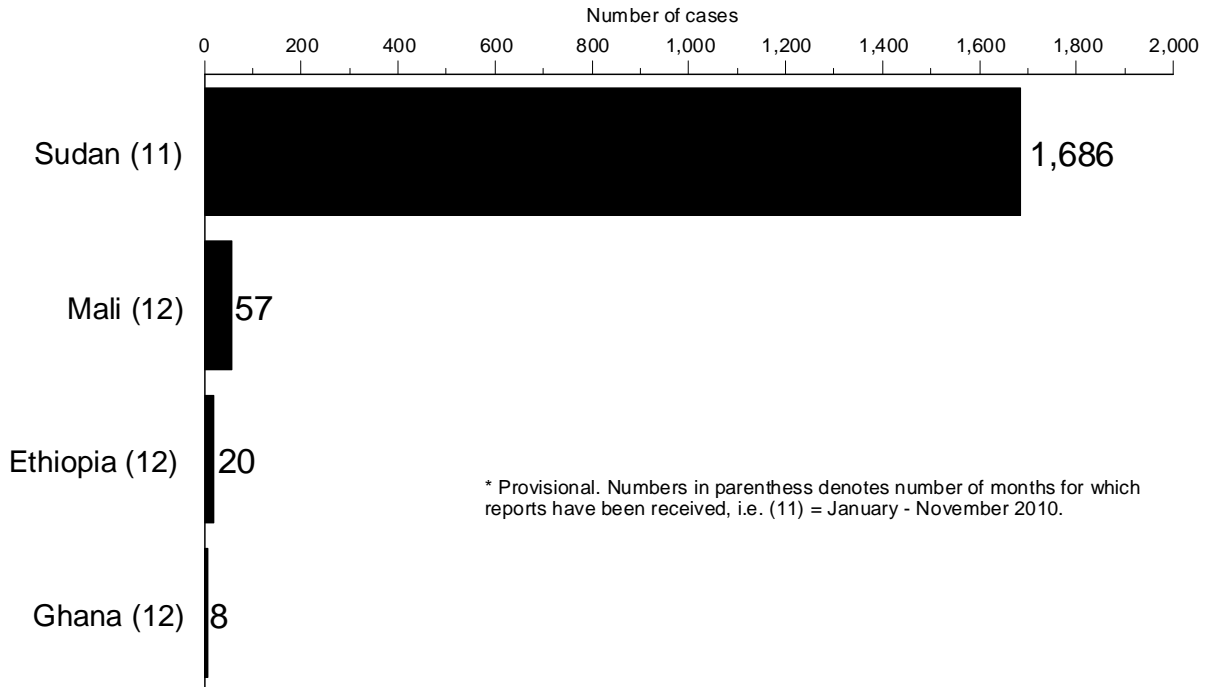 Number of cases
0 200 400 600 800 1,000 1,200 1,400 1,600 1,800 2,000
Sudan (11) 1,686
Mali (12) 57
Ethiopia (12) 20
* Provisional. Numbers in parenthess denotes number of months for which
reports have been received, i.e. (11) = January - November 2010.
Ghana (12) 8